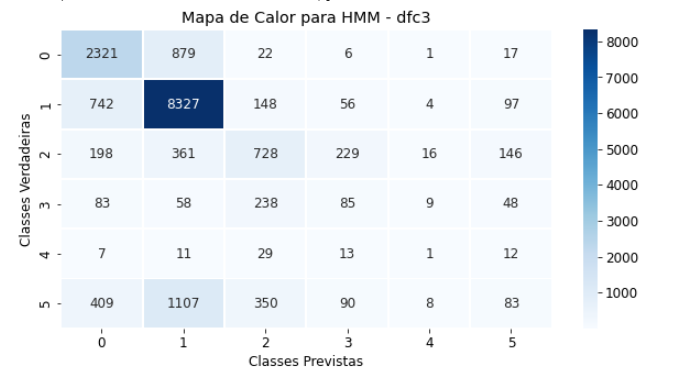 Mapa de Calor para HMM - dfc3
0 2321 879 22 6 1 17
1 742 8327 148 56 4 97
2 198 361 728 229 16 146
3 83 58 238 85 9 48
4 7 11 29 13 1 12
5 409 1107 350 90 8 83
0 1 2 3 4 5
Classes Previstas
Classes Verdadeiras
8000
7000
6000
5000
4000
3000
2000
1000